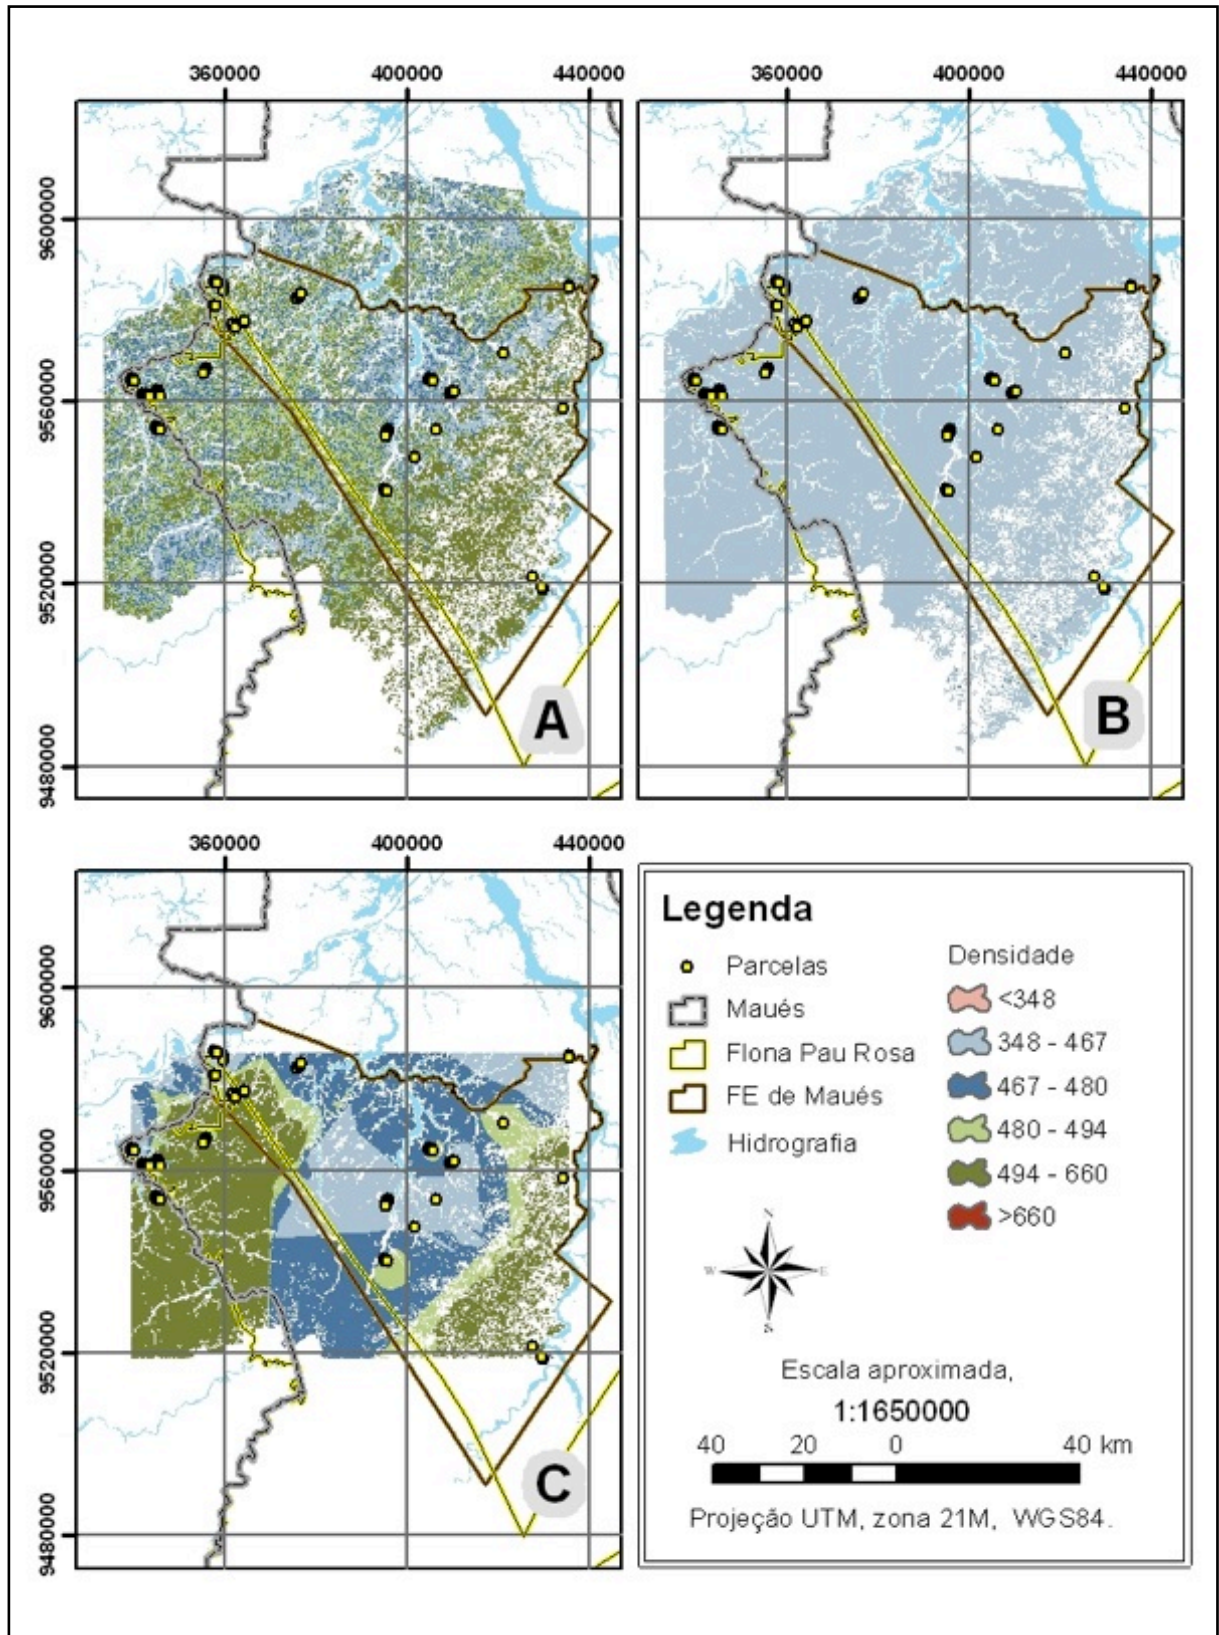 360000 400000 440000
360000 400000 440000
9600000
9560000
9520000
9480000
A
B
360000 400000 440000
9600000
9560000
9520000
9480000
C
Legenda
Parcelas
Maués
Flona Pau Rosa
FE de Maués
Hidrografia
Densidade
<348
348 - 467
467 - 480
480 - 494
494 - 660
>660
N
W E
S
Escala aproximada,
1:1650000
40 20 0 40 km
Projeção UTM, zona 21M, WGS84.